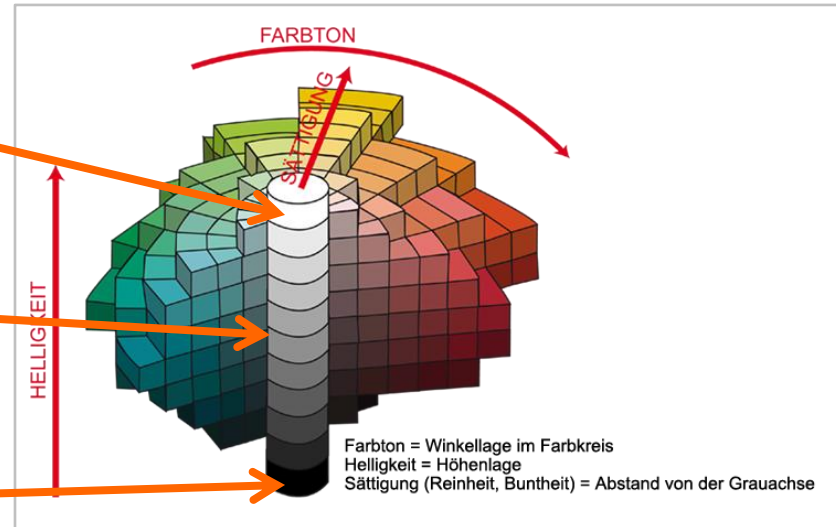 FARBTON
SÄTTIGUNG
HELLIGKEIT
Farbton = Winkellage im Farbkreis
Helligkeit = Höhenlage
Sättigung (Reinheit, Buntheit) = Abstand von der Grauachse